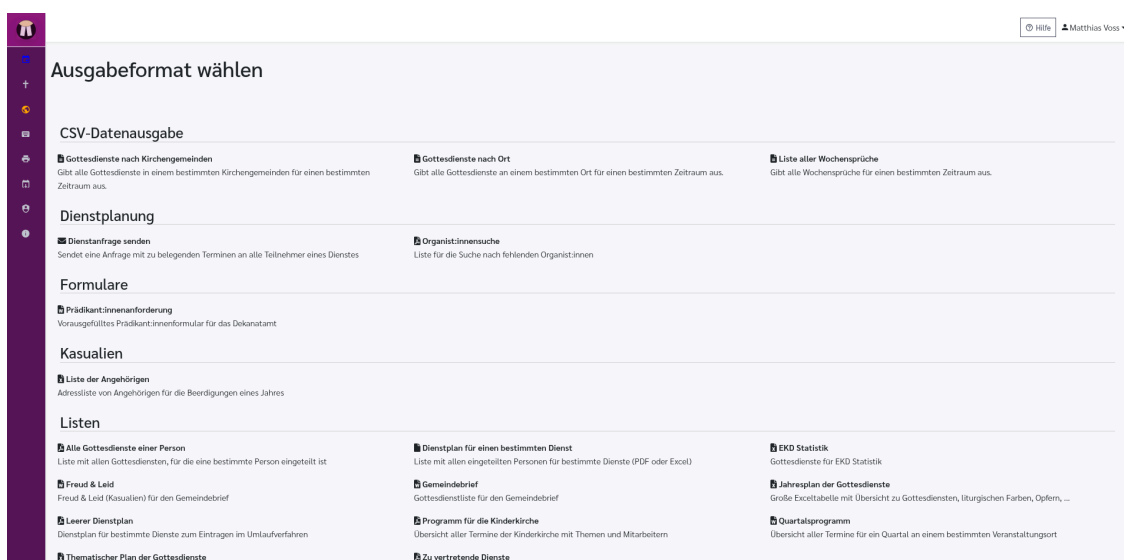 Hilfe Matthias Voss
Ausgabeformat wählen
CSV-Datenausgabe
Gottesdienste nach Kirchengemeinden
Gibt alle Gottesdienste in einem bestimmten Kirchengemeinden für einen bestimmten
Zeitraum aus.
Gottesdienste nach Ort
Gibt alle Gottesdienste an einem bestimmten Ort für einen bestimmten Zeitraum aus.
Liste aller Wochensprüche
Gibt alle Wochensprüche für einen bestimmten Zeitraum aus.
Dienstplanung
Dienstanfrage senden
Sendet eine Anfrage mit zu belegenden Terminen an alle Teilnehmer eines Dienstes
Organist:innensuche
Liste für die Suche nach fehlenden Organist:innen
Formulare
Prädikant:innenanforderung
Vorausgefülltes Prädikant:innenformular für das Dekanatamt
Kasualien
Liste der Angehörigen
Adressliste von Angehörigen für die Beerdigungen eines Jahres
Listen
Alle Gottesdienste einer Person
Liste mit allen Gottesdiensten, für die eine bestimmte Person eingeteilt ist
Dienstplan für einen bestimmten Dienst
Liste mit allen eingeteilten Personen für bestimmte Dienste (PDF oder Excel)
EKD Statistik
Gottesdienste für EKD Statistik
Freud & Leid
Freud & Leid (Kasualien) für den Gemeindebrief
Gemeindebrief
Gottesdienstliste für den Gemeindebrief
Jahresplan der Gottesdienste
Große Exceltabelle mit Übersicht zu Gottesdiensten, liturgischen Farben, Opfern, ...
Leerer Dienstplan
Dienstplan für bestimmte Dienste zum Eintragen im Umlaufverfahren
Programm für die Kinderkirche
Übersicht aller Termine der Kinderkirche mit Themen und Mitarbeitern
Quartalsprogramm
Übersicht aller Termine für ein Quartal an einem bestimmten Veranstaltungsort
Thematischer Plan der Gottesdienste
Zu vertretende Dienste